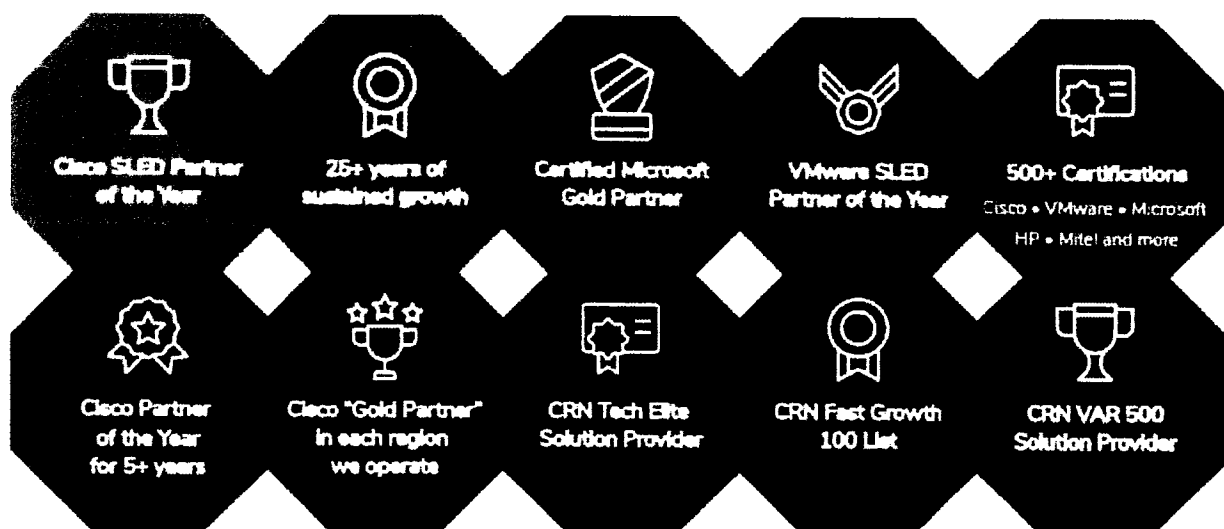 Cisco SLED Partner
of the Year
25+ years of
sustained growth
Certified Microsoft
Gold Partner
VMware SLED
Partner of the Year
500+ Certifications
Cisco • VMware • Microsoft
HP • Mitel and more
Cisco Partner
of the Year
for 5+ years
Cisco "Gold Partner"
in each region
we operate
CRN Tech Elite
Solution Provider
CRN Fast Growth
100 List
CRN VAR 500
Solution Provider